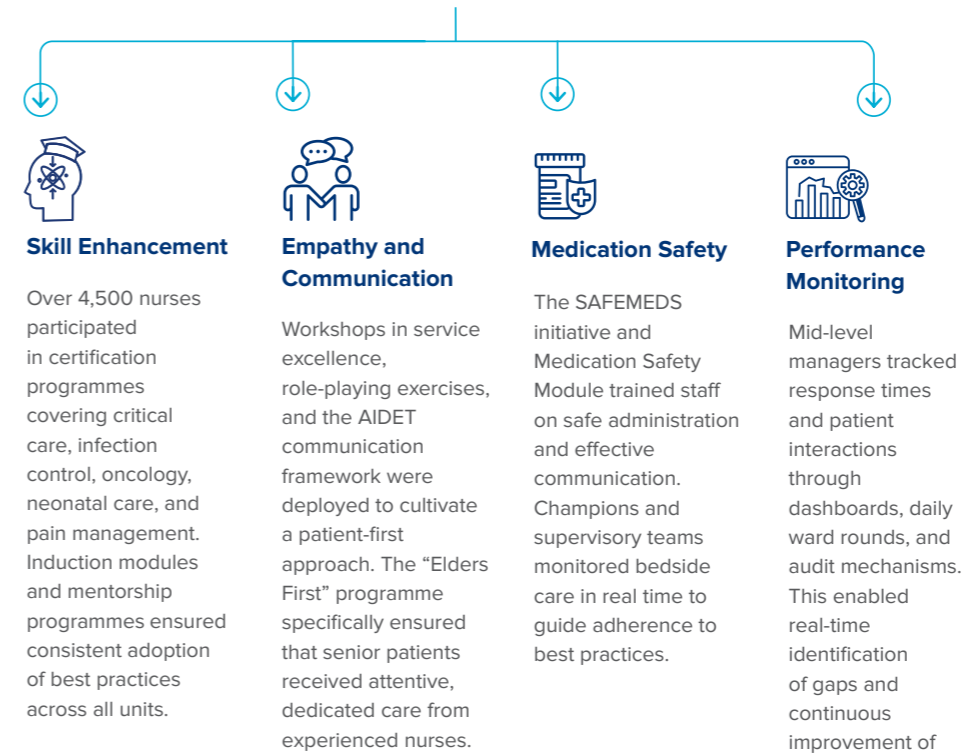 Skill Enhancement
Over 4,500 nurses
participated
in certification
programmes
covering critical
care, infection
control, oncology,
neonatal care, and
pain management.
Induction modules
and mentorship
programmes ensured
consistent adoption
of best practices
across all units.
Empathy and
Communication
Workshops in service
excellence,
role-playing exercises,
and the AIDET
communication
framework were
deployed to cultivate
a patient-first
approach. The “Elders
First” programme
specifically ensured
that senior patients
received attentive,
dedicated care from
experienced nurses.
Medication Safety
The SAFEMEDS
initiative and
Medication Safety
Module trained staff
on safe administration
and effective
communication.
Champions and
supervisory teams
monitored bedside
care in real time to
guide adherence to
best practices.
Performance
Monitoring
Mid-level
managers tracked
response times
and patient
interactions
through
dashboards, daily
ward rounds, and
audit mechanisms.
This enabled
real-time
identification
of gaps and
continuous
improvement of